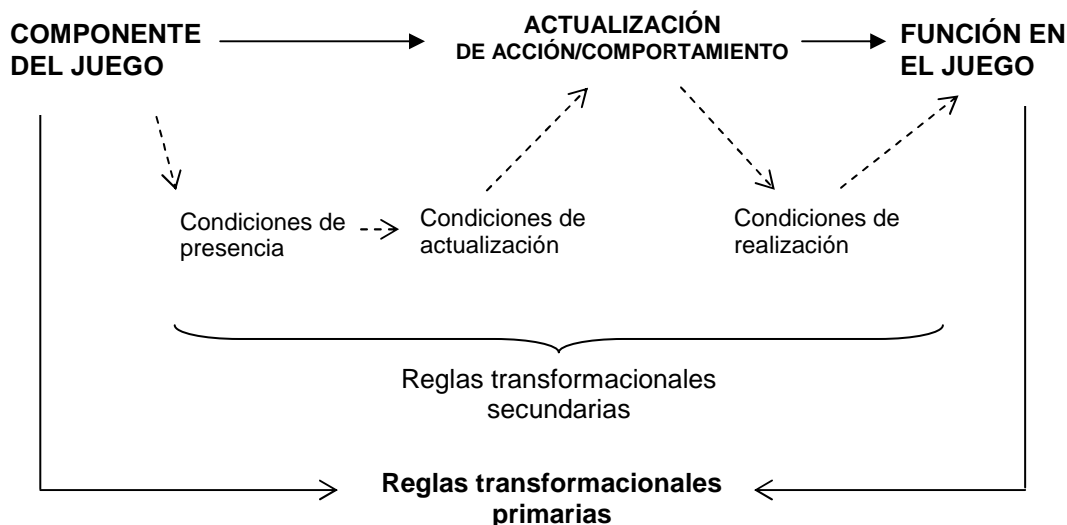 COMPONENTE
DEL JUEGO
ACTUALIZACIÓN
DE ACCIÓN/COMPORTAMIENTO
FUNCIÓN EN
EL JUEGO
Condiciones de
presencia
Condiciones de
actualización
Condiciones de
realización
Reglas transformacionales
secundarias
Reglas transformacionales
primarias